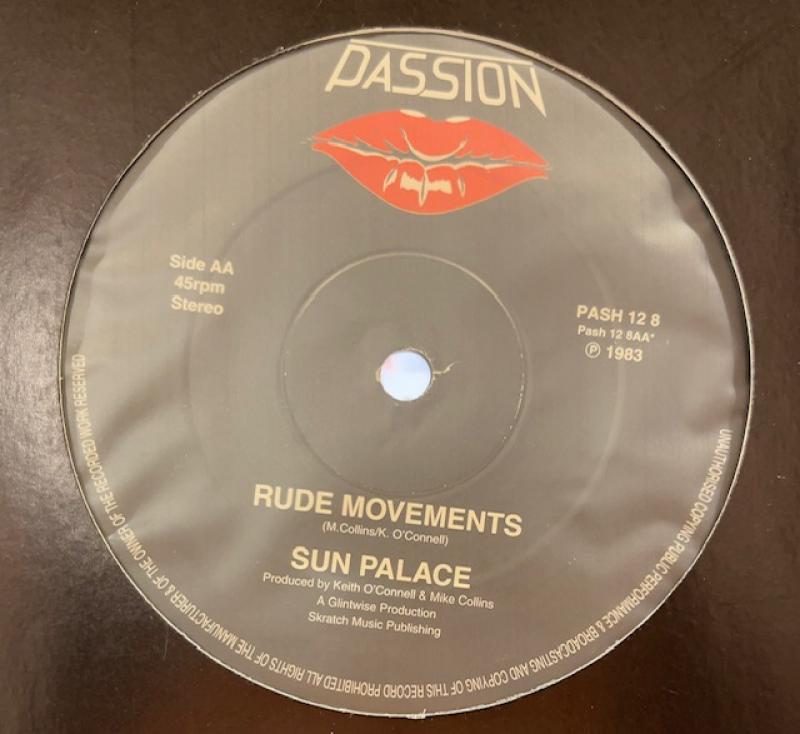 PASSION
Side AA
45rpm
Stereo
PASH 12 8
Pash 12 8AA*
℗ 1983
RUDE MOVEMENTS
(M.Collins/K. O'Connell)
SUN PALACE
Produced by Keith O'Connell & Mike Collins
A Glintwise Production
Skratch Music Publishing
UNAUTHORISED COPYING PUBLIC PERFORMANCE & BROADCASTING AND COPYING OF THIS RECORD PROHIBITED ALL RIGHTS OF THE MANUFACTURER & OF THE OWNER OF THE RECORDED WORK RESERVED